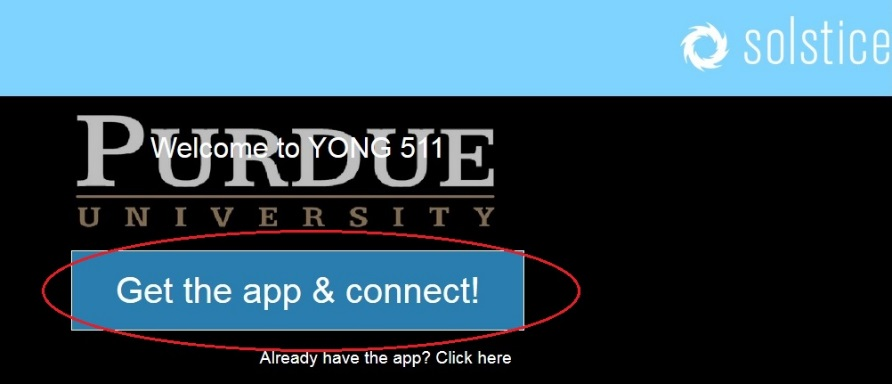 solstice
PURDUE
Welcome to YONG 511
UNIVERSITY
Get the app & connect!
Already have the app? Click here